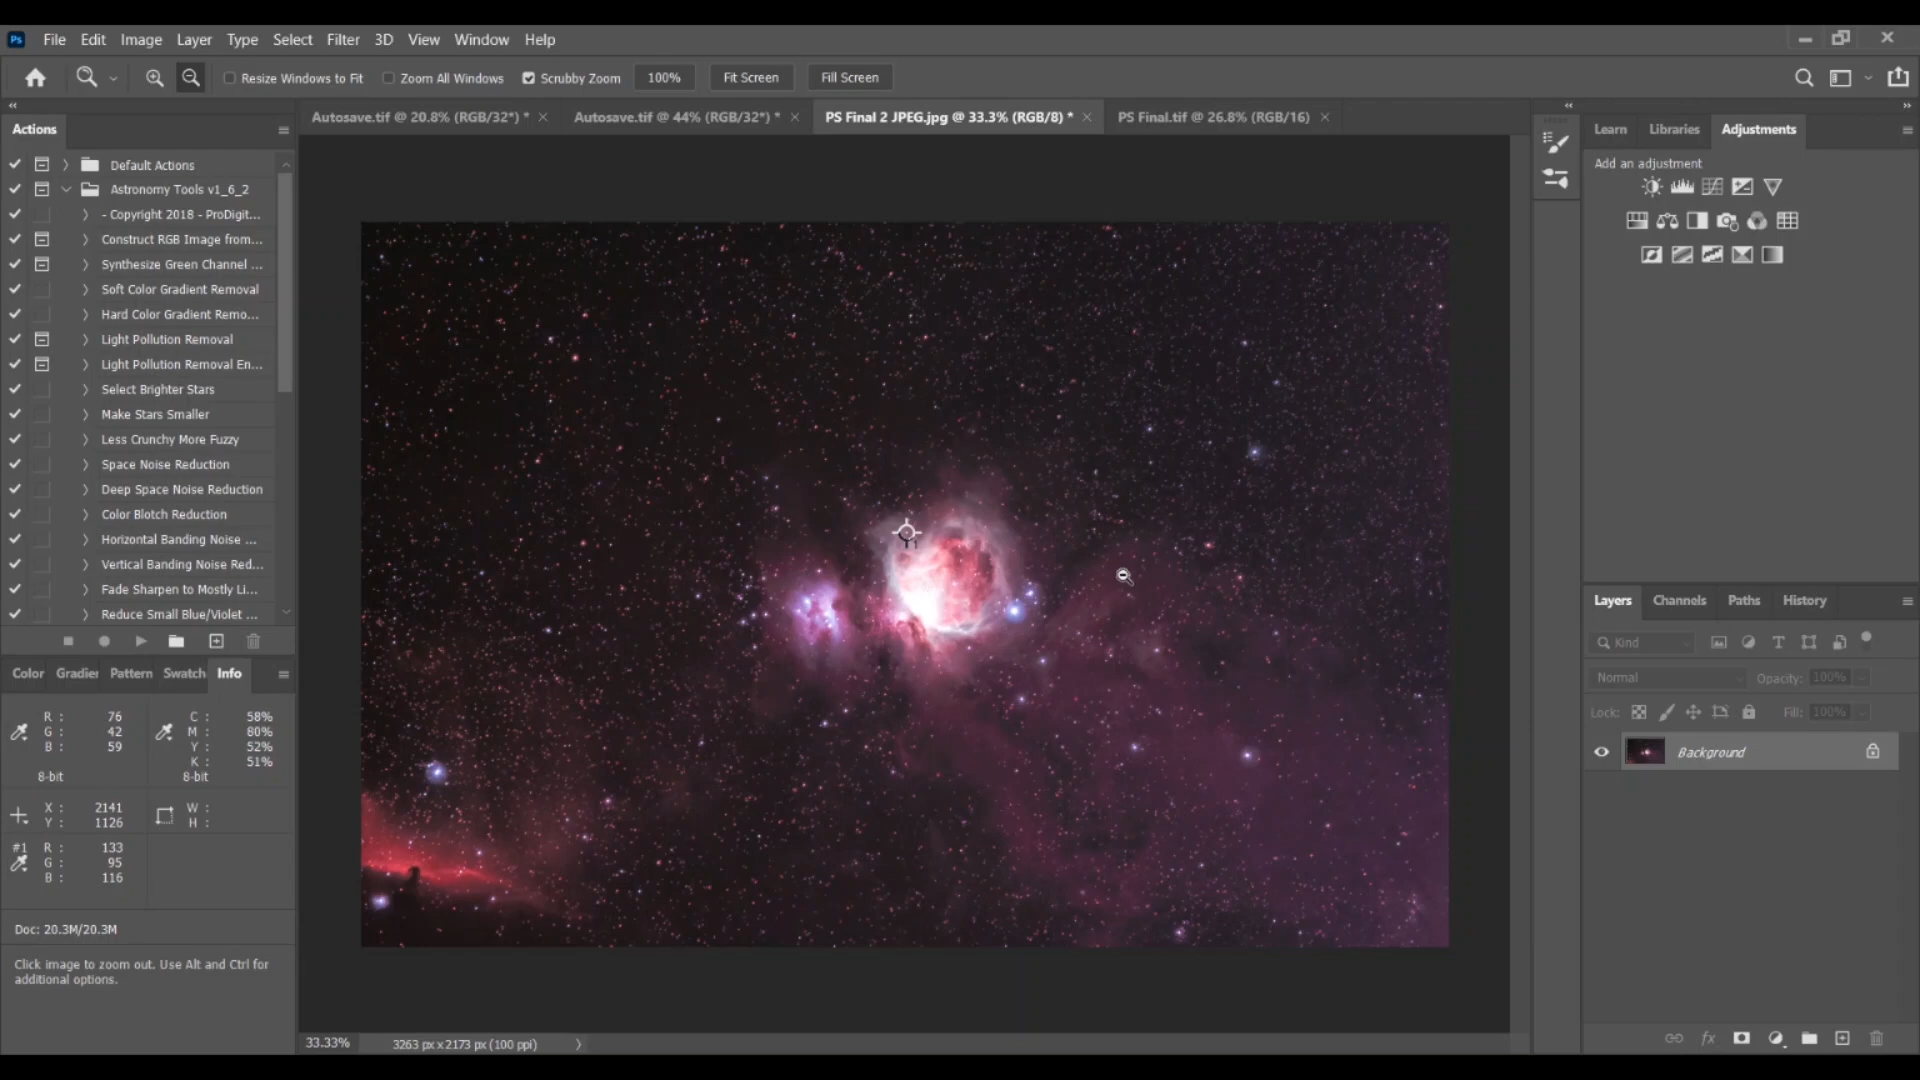 Ps File Edit Image Layer Type Select Filter 3D View Window Help
Resize Windows to Fit Zoom All Windows Scrubby Zoom 100% Fit Screen Fill Screen
Autosave.tif @ 20.8% (RGB/32*) * Autosave.tif @ 44% (RGB/32*) * PS Final 2 JPEG.jpg @ 33.3% (RGB/8) * PS Final.tif @ 26.8% (RGB/16)
Actions
Default Actions
Astronomy Tools v1_6_2
- Copyright 2018 - ProDigit...
Construct RGB Image from...
Synthesize Green Channel ...
Soft Color Gradient Removal
Hard Color Gradient Remo...
Light Pollution Removal
Light Pollution Removal En...
Select Brighter Stars
Make Stars Smaller
Less Crunchy More Fuzzy
Space Noise Reduction
Deep Space Noise Reduction
Color Blotch Reduction
Horizontal Banding Noise ...
Vertical Banding Noise Red...
Fade Sharpen to Mostly Li...
Reduce Small Blue/Violet ...
Color Gradier Pattern Swatch Info
R : 76 C : 58%
G : 42 M : 80%
B : 59 Y : 52%
K : 51%
8-bit 8-bit
X : 2141 W :
Y : 1126 H :
#1 R : 133
G : 95
B : 116
Doc: 20.3M/20.3M
Click image to zoom out. Use Alt and Ctrl for
additional options.
33.33% 3263 px x 2173 px (100 ppi)
Learn Libraries Adjustments
Add an adjustment
Layers Channels Paths History
Kind
Normal Opacity: 100%
Lock: Fill: 100%
Background